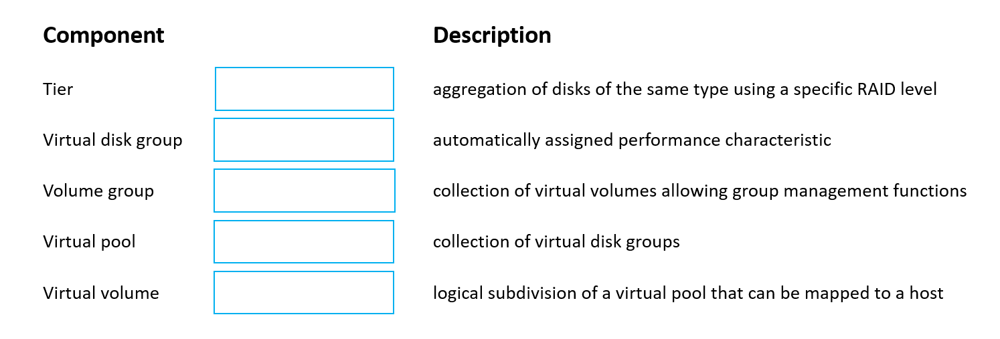 Component Description
Tier aggregation of disks of the same type using a specific RAID level
Virtual disk group automatically assigned performance characteristic
Volume group collection of virtual volumes allowing group management functions
Virtual pool collection of virtual disk groups
Virtual volume logical subdivision of a virtual pool that can be mapped to a host